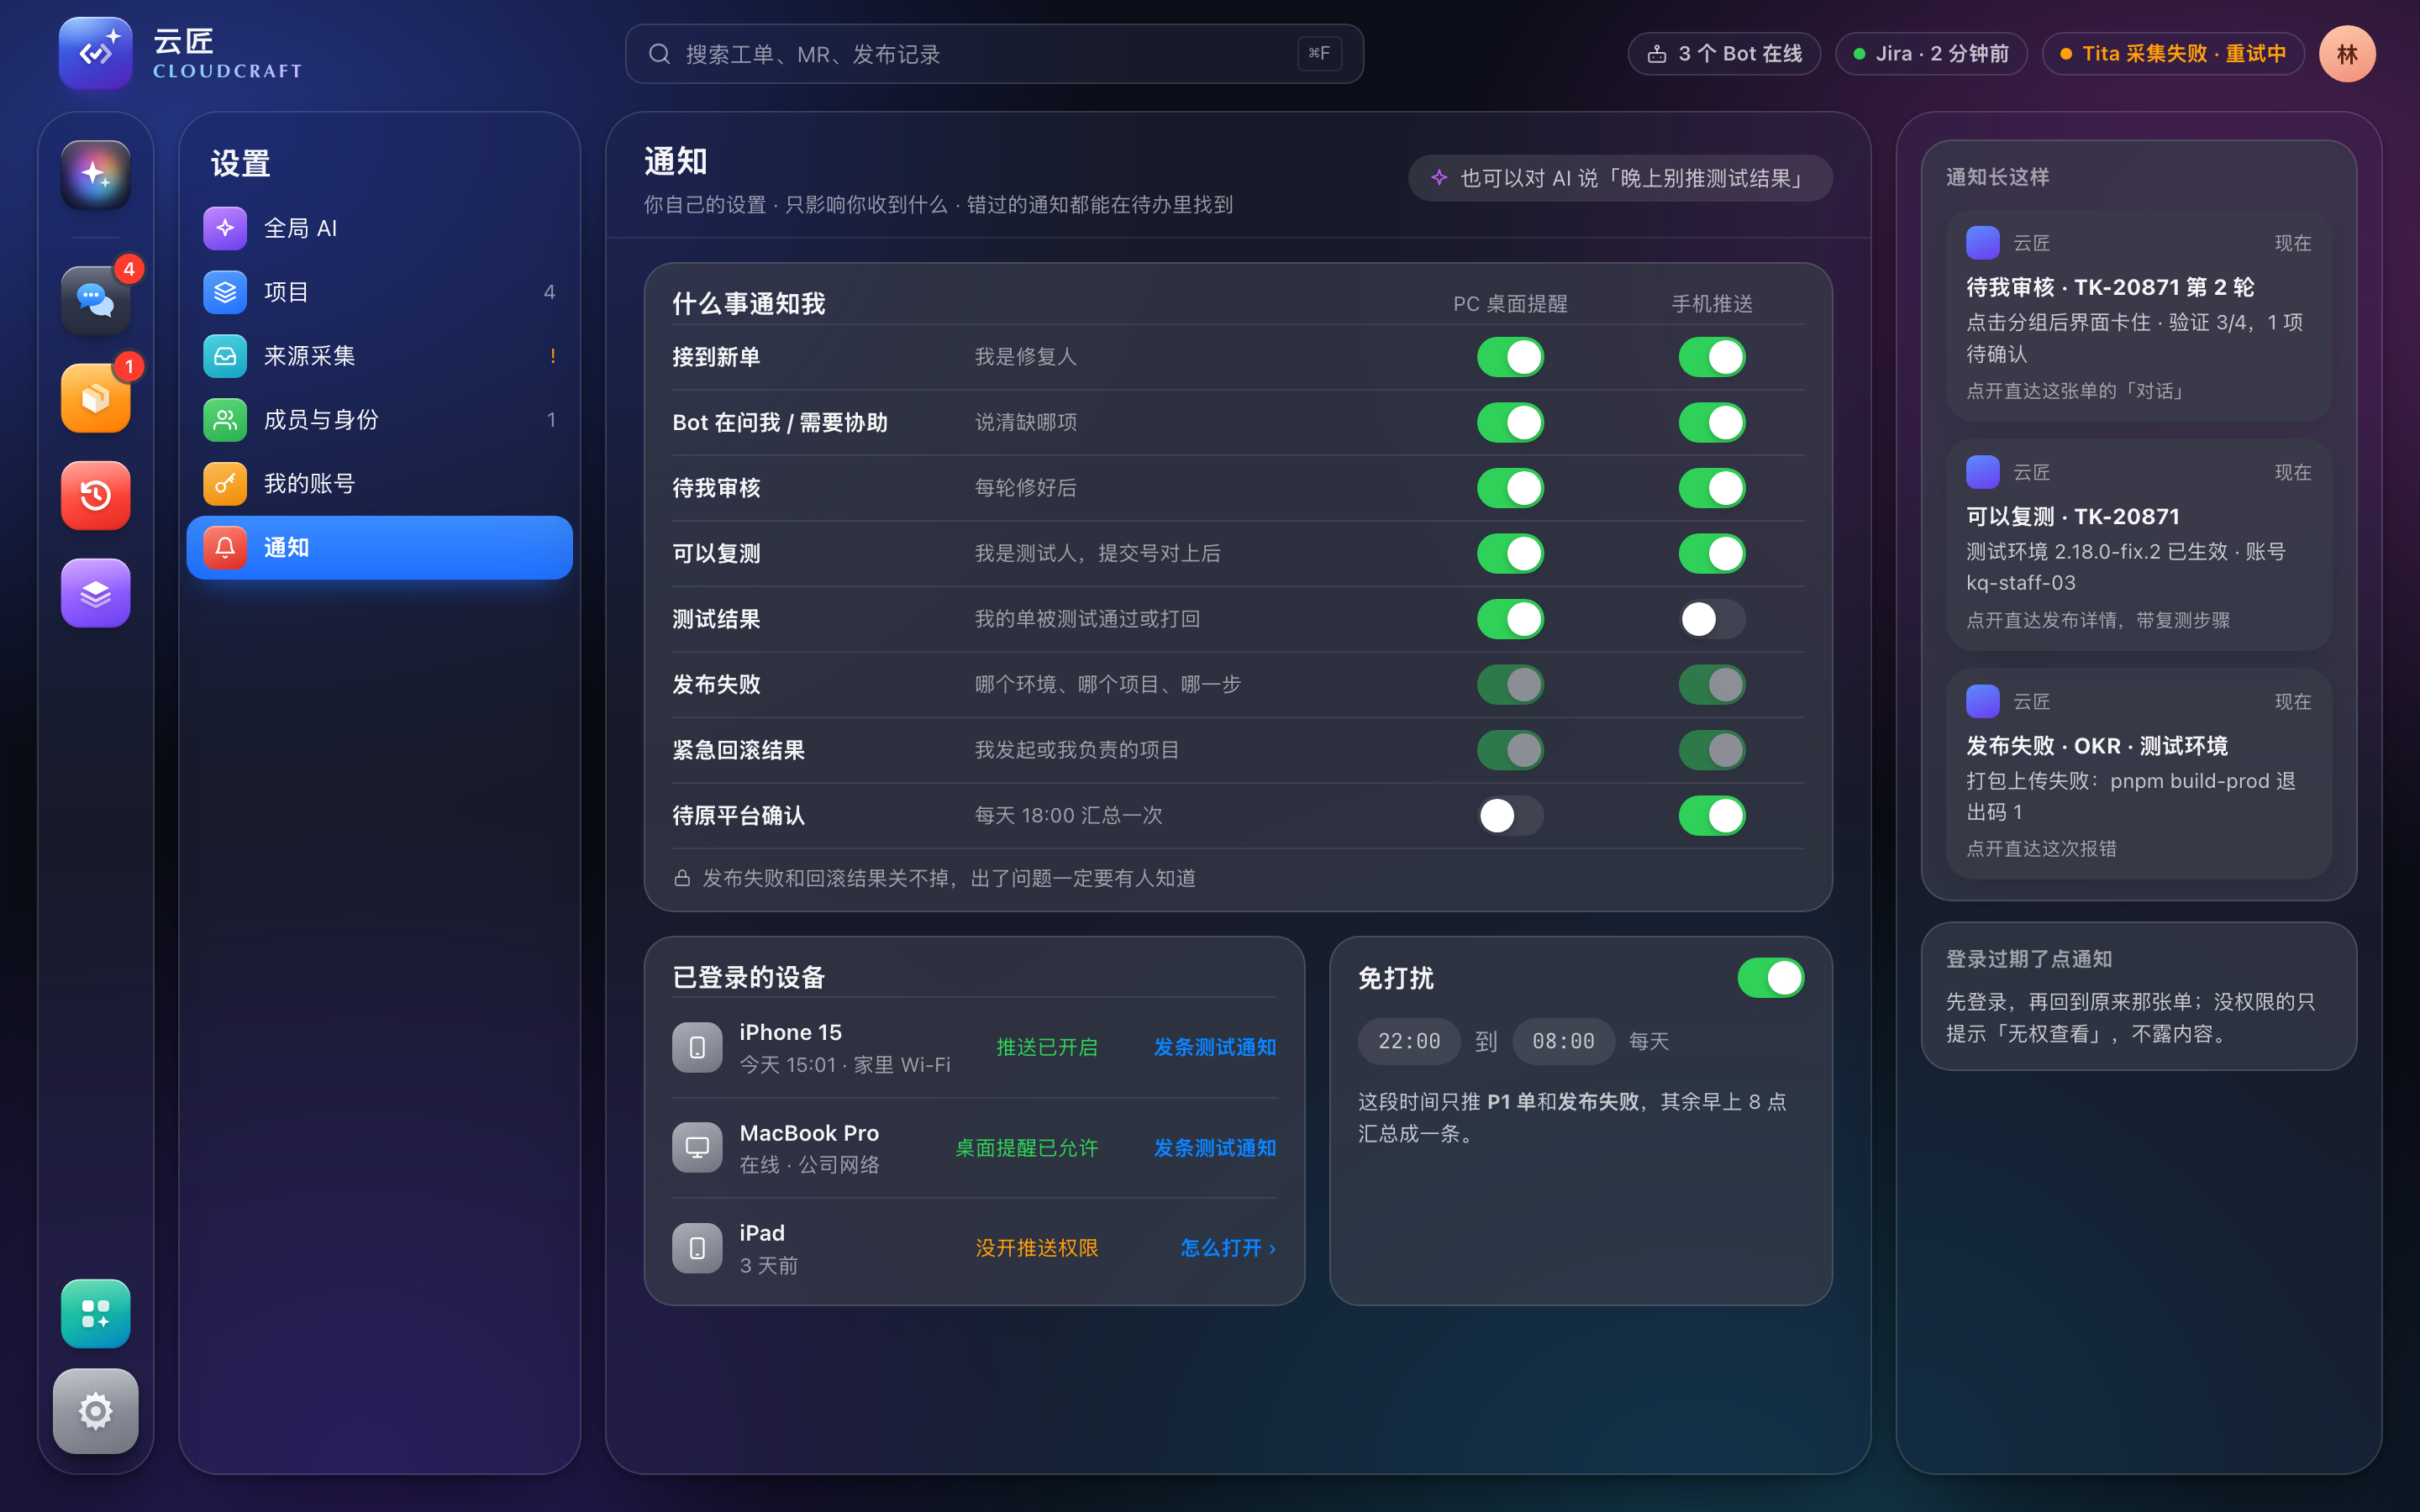 云匠
CLOUDCRAFT
搜索工单、MR、发布记录
⌘F
3 个 Bot 在线
Jira · 2 分钟前
Tita 采集失败 · 重试中
林
4
1
设置
全局 AI
项目
4
来源采集
!
成员与身份
1
我的账号
通知
通知
你自己的设置 · 只影响你收到什么 · 错过的通知都能在待办里找到
也可以对 AI 说「晚上别推测试结果」
什么事通知我
PC 桌面提醒
手机推送
接到新单
我是修复人
Bot 在问我 / 需要协助
说清缺哪项
待我审核
每轮修好后
可以复测
我是测试人，提交号对上后
测试结果
我的单被测试通过或打回
发布失败
哪个环境、哪个项目、哪一步
紧急回滚结果
我发起或我负责的项目
待原平台确认
每天 18:00 汇总一次
发布失败和回滚结果关不掉，出了问题一定要有人知道
已登录的设备
iPhone 15
今天 15:01 · 家里 Wi-Fi
推送已开启
发条测试通知
MacBook Pro
在线 · 公司网络
桌面提醒已允许
发条测试通知
iPad
3 天前
没开推送权限
怎么打开 ›
免打扰
22:00 到 08:00 每天
这段时间只推 P1 单和发布失败，其余早上 8 点
汇总成一条。
通知长这样
云匠
现在
待我审核 · TK-20871 第 2 轮
点击分组后界面卡住 · 验证 3/4，1 项
待确认
点开直达这张单的「对话」
云匠
现在
可以复测 · TK-20871
测试环境 2.18.0-fix.2 已生效 · 账号
kq-staff-03
点开直达发布详情，带复测步骤
云匠
现在
发布失败 · OKR · 测试环境
打包上传失败：pnpm build-prod 退
出码 1
点开直达这次报错
登录过期了点通知
先登录，再回到原来那张单；没权限的只
提示「无权查看」，不露内容。